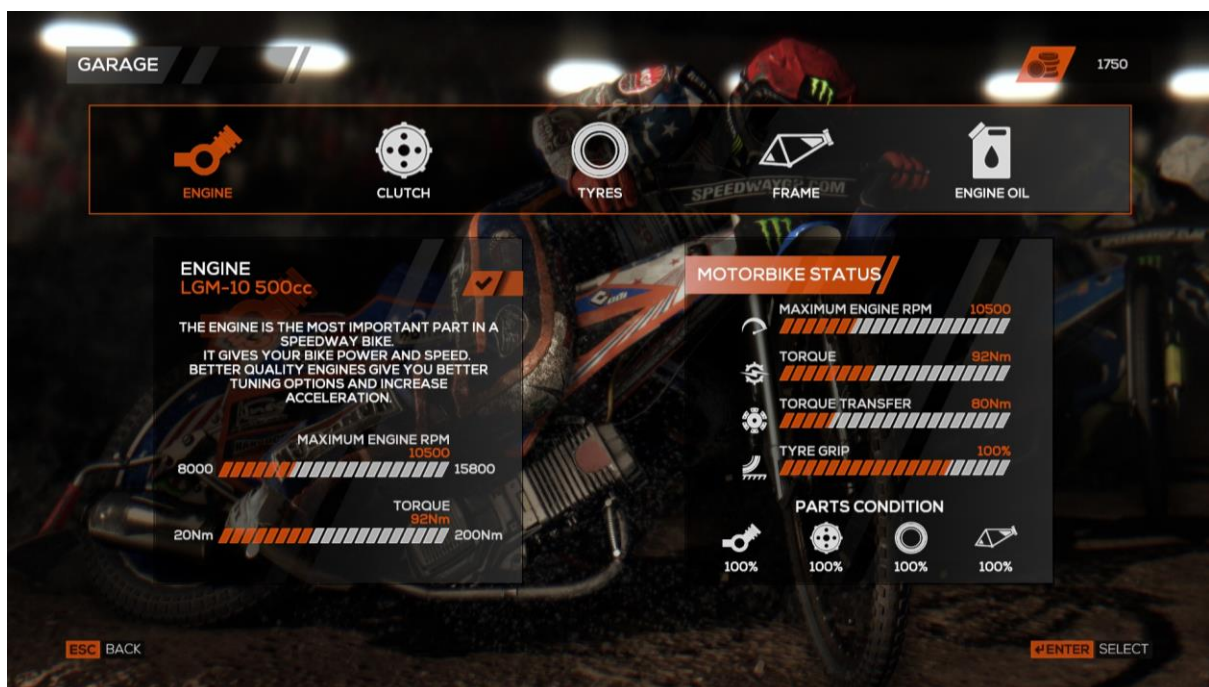 GARAGE
1750
ENGINE
CLUTCH
TYRES
FRAME
ENGINE OIL
SPEEDWAYGP.COM
ENGINE
LGM-10 500cc
THE ENGINE IS THE MOST IMPORTANT PART IN A
SPEEDWAY BIKE.
IT GIVES YOUR BIKE POWER AND SPEED.
BETTER QUALITY ENGINES GIVE YOU BETTER
TUNING OPTIONS AND INCREASE
ACCELERATION.
MAXIMUM ENGINE RPM
10500
8000 15800
TORQUE
92Nm
20Nm 200Nm
MOTORBIKE STATUS
MAXIMUM ENGINE RPM 10500
TORQUE 92Nm
TORQUE TRANSFER 80Nm
TYRE GRIP 100%
PARTS CONDITION
100% 100% 100% 100%
ESC BACK
ENTER SELECT